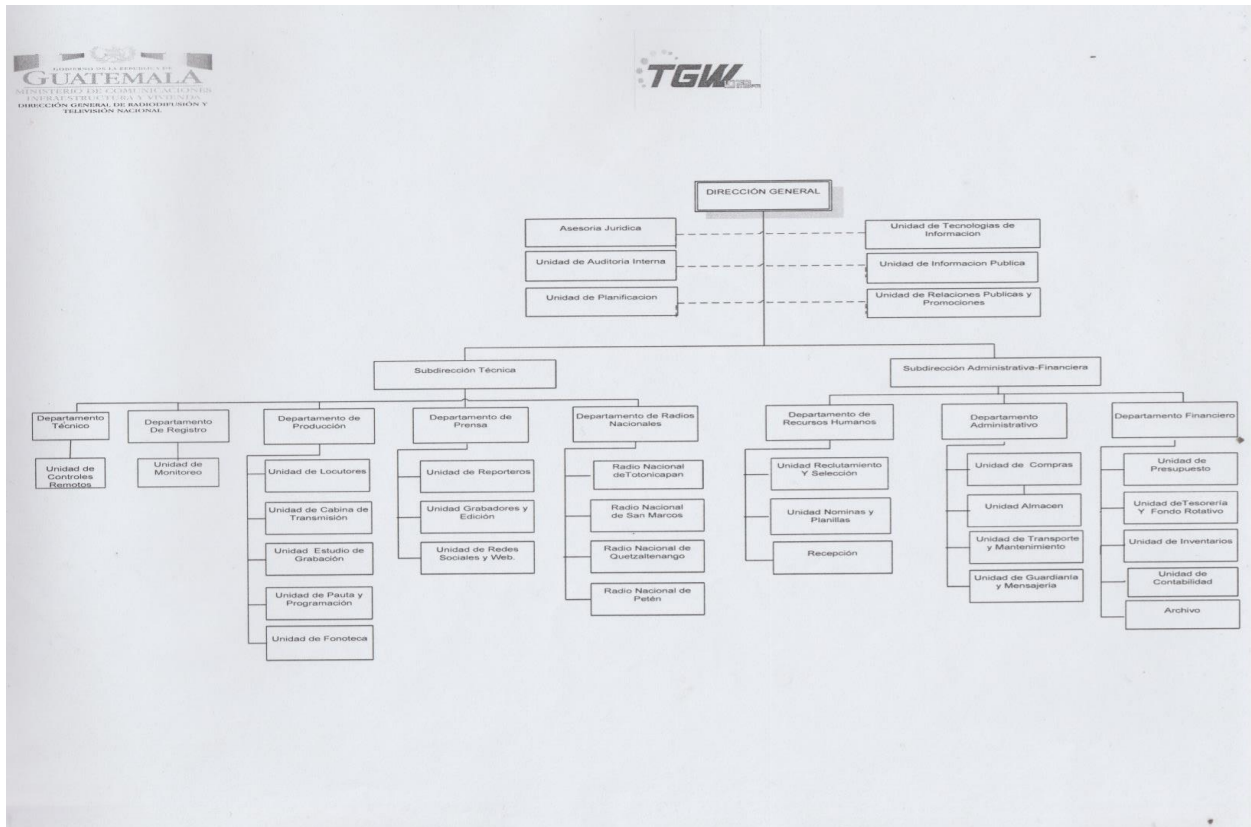 GOBIERNO DE LA REPÚBLICA DE
GUATEMALA
MINISTERIO DE COMUNICACIONES
INFRAESTRUCTURA Y VIVIENDA
DIRECCIÓN GENERAL DE RADIODIFUSIÓN Y
TELEVISIÓN NACIONAL
TGW
DIRECCIÓN GENERAL
Asesoria Juridica
Unidad de Tecnologias de
Informacion
Unidad de Auditoria Interna
Unidad de Informacion Publica
Unidad de Planificacion
Unidad de Relaciones Publicas y
Promociones
Subdirección Técnica
Subdirección Administrativa-Financiera
Departamento
Técnico
Unidad de
Controles
Remotos
Departamento
De Registro
Unidad de
Monitoreo
Departamento de
Producción
Unidad de Locutores
Unidad de Cabina de
Transmisión
Unidad Estudio de
Grabación
Unidad de Pauta y
Programación
Unidad de Fonoteca
Departamento de
Prensa
Unidad de Reporteros
Unidad Grabadores y
Edición
Unidad de Redes
Sociales y Web.
Departamento de Radios
Nacionales
Radio Nacional
deTotonicapan
Radio Nacional
de San Marcos
Radio Nacional de
Quetzaltenango
Radio Nacional de
Petén
Departamento de
Recursos Humanos
Unidad Reclutamiento
Y Selección
Unidad Nominas y
Planillas
Recepción
Departamento
Administrativo
Unidad de Compras
Unidad Almacen
Unidad de Transporte
y Mantenimiento
Unidad de Guardianía
y Mensajería
Departamento Financiero
Unidad de
Presupuesto
Unidad deTesorería
Y Fondo Rotativo
Unidad de Inventarios
Unidad de
Contabilidad
Archivo